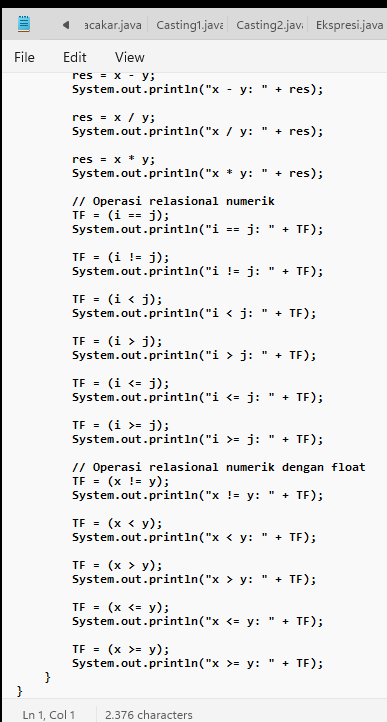 acakar.java Casting1.java Casting2.java Ekspresi.java
File Edit View
res = x - y;
System.out.println("x - y: " + res);
res = x / y;
System.out.println("x / y: " + res);
res = x * y;
System.out.println("x * y: " + res);
// Operasi relasional numerik
TF = (i == j);
System.out.println("i == j: " + TF);
TF = (i != j);
System.out.println("i != j: " + TF);
TF = (i < j);
System.out.println("i < j: " + TF);
TF = (i > j);
System.out.println("i > j: " + TF);
TF = (i <= j);
System.out.println("i <= j: " + TF);
TF = (i >= j);
System.out.println("i >= j: " + TF);
// Operasi relasional numerik dengan float
TF = (x != y);
System.out.println("x != y: " + TF);
TF = (x < y);
System.out.println("x < y: " + TF);
TF = (x > y);
System.out.println("x > y: " + TF);
TF = (x <= y);
System.out.println("x <= y: " + TF);
TF = (x >= y);
System.out.println("x >= y: " + TF);
}
}
Ln 1, Col 1 2.376 characters